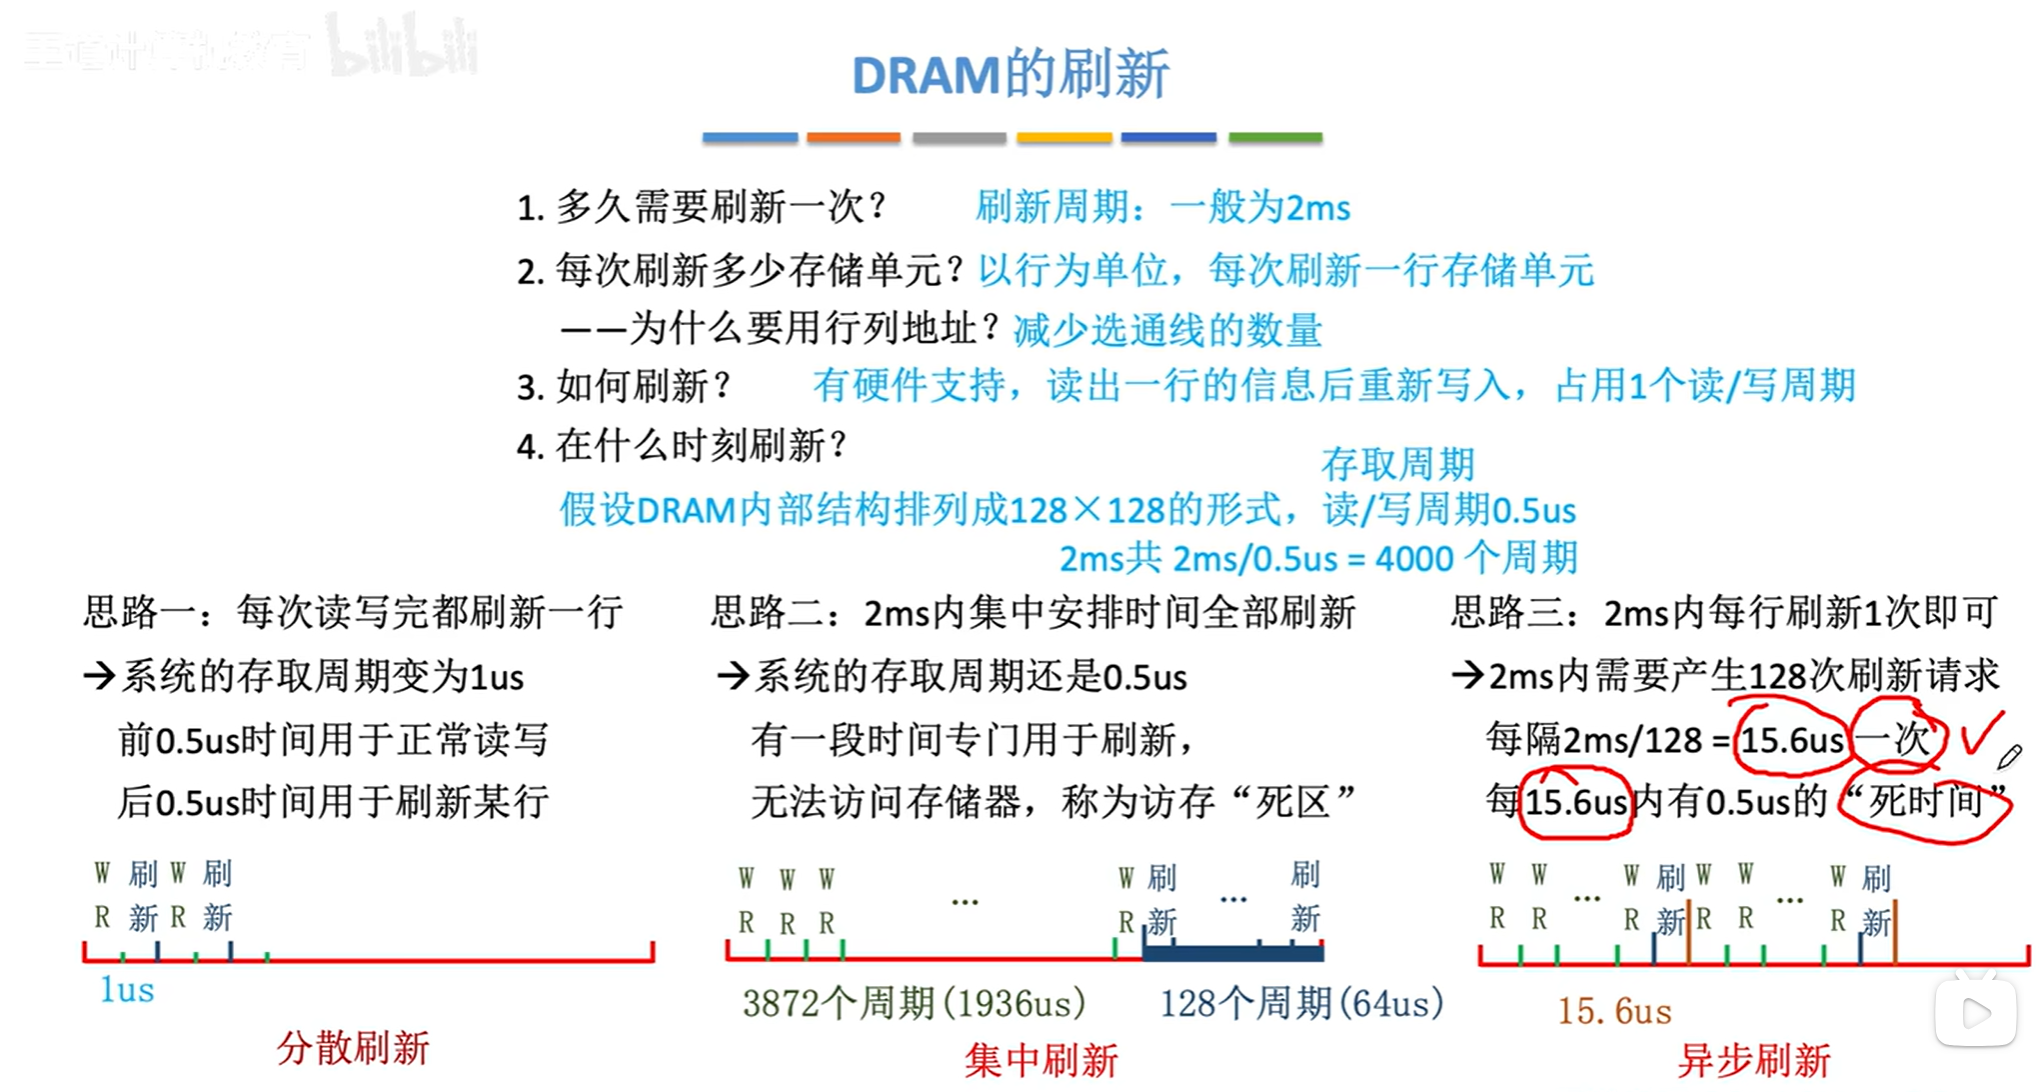 王道计算机教育 bilibili
DRAM的刷新
1. 多久需要刷新一次？ 刷新周期：一般为2ms
2. 每次刷新多少存储单元？以行为单位，每次刷新一行存储单元
——为什么要用行列地址？减少选通线的数量
3. 如何刷新？ 有硬件支持，读出一行的信息后重新写入，占用1个读/写周期
4. 在什么时刻刷新？
存取周期
假设DRAM内部结构排列成128×128的形式，读/写周期0.5us
2ms共 2ms/0.5us = 4000 个周期
思路一：每次读写完都刷新一行
→系统的存取周期变为1us
前0.5us时间用于正常读写
后0.5us时间用于刷新某行
W 刷 W 刷
R 新 R 新
1us
分散刷新
思路二：2ms内集中安排时间全部刷新
→系统的存取周期还是0.5us
有一段时间专门用于刷新，
无法访问存储器，称为访存“死区”
W W W … W 刷 … 刷
R R R R 新 新
3872个周期(1936us) 128个周期(64us)
集中刷新
思路三：2ms内每行刷新1次即可
→2ms内需要产生128次刷新请求
每隔2ms/128 = 15.6us 一次
每15.6us内有0.5us的“死时间”
W W … W 刷 W W … W 刷
R R R 新 R R R 新
15.6us
异步刷新